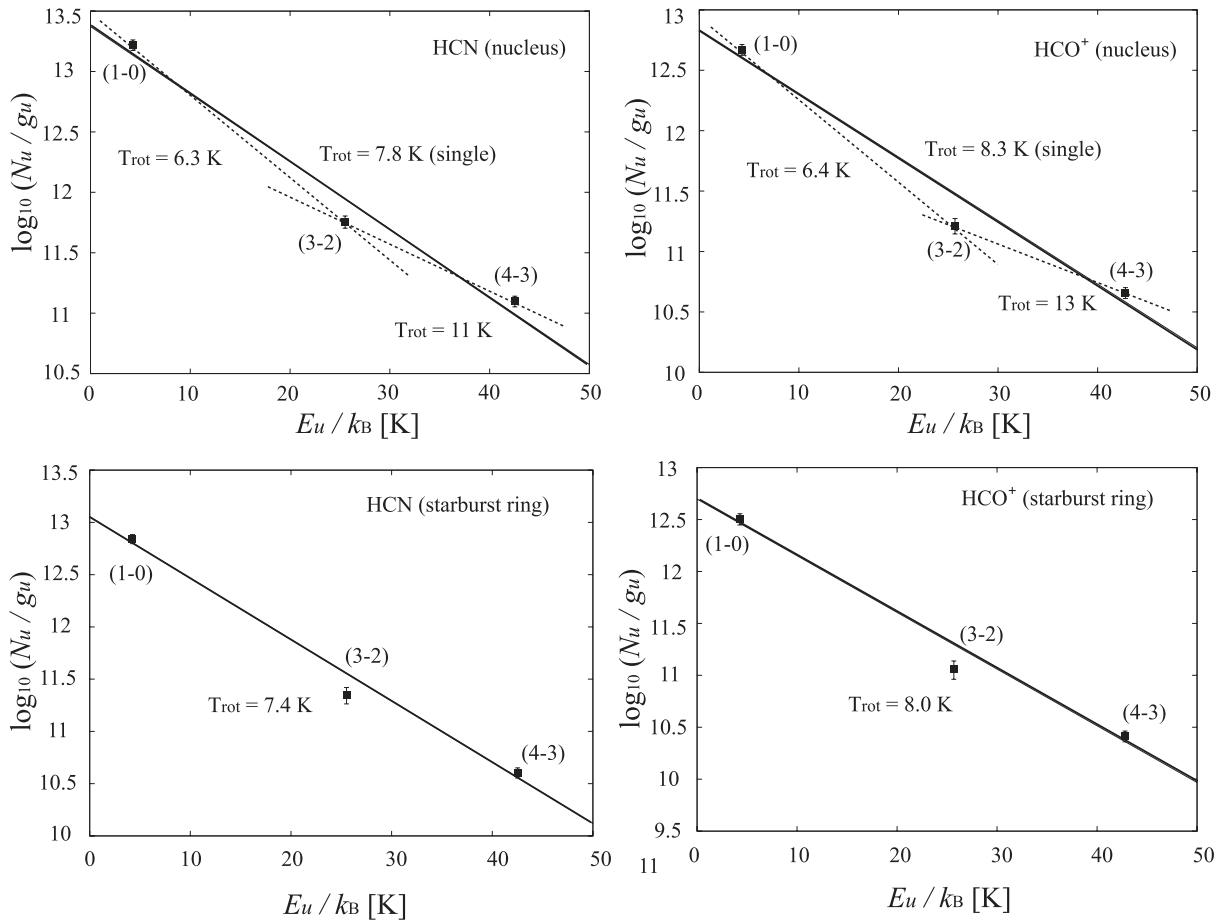 HCN (nucleus)
log₁₀ (Nu / gu)
13.5
13
12.5
12
11.5
11
10.5
(1-0)
Trot = 6.3 K
Trot = 7.8 K (single)
(3-2)
(4-3)
Trot = 11 K
0 10 20 30 40 50
Eu / kB [K]
HCO⁺ (nucleus)
log₁₀ (Nu / gu)
13
12.5
12
11.5
11
10.5
10
(1-0)
Trot = 8.3 K (single)
Trot = 6.4 K
(3-2)
(4-3)
Trot = 13 K
0 10 20 30 40 50
Eu / kB [K]
HCN (starburst ring)
log₁₀ (Nu / gu)
13.5
13
12.5
12
11.5
11
10.5
10
(1-0)
(3-2)
Trot = 7.4 K
(4-3)
0 10 20 30 40 50
Eu / kB [K]
HCO⁺ (starburst ring)
log₁₀ (Nu / gu)
13
12.5
12
11.5
11
10.5
10
9.5
(1-0)
(3-2)
Trot = 8.0 K
(4-3)
0 10 20 30 40 50
Eu / kB [K]
11